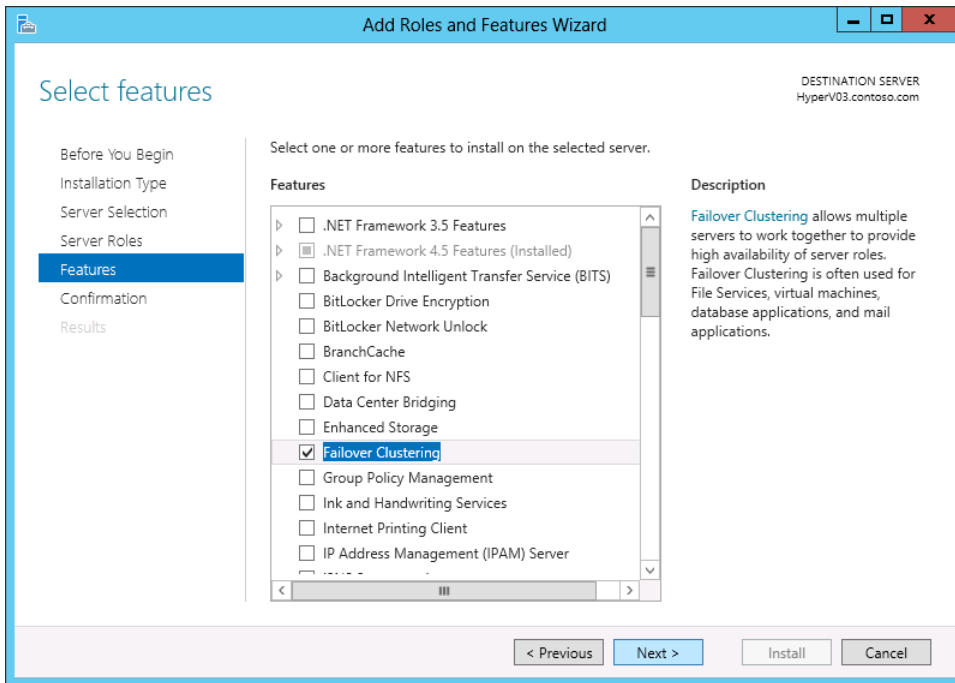 Add Roles and Features Wizard
Select features
DESTINATION SERVER
HyperV03.contoso.com
Before You Begin
Installation Type
Server Selection
Server Roles
Features
Confirmation
Results
Select one or more features to install on the selected server.
Features
.NET Framework 3.5 Features
.NET Framework 4.5 Features (Installed)
Background Intelligent Transfer Service (BITS)
BitLocker Drive Encryption
BitLocker Network Unlock
BranchCache
Client for NFS
Data Center Bridging
Enhanced Storage
Failover Clustering
Group Policy Management
Ink and Handwriting Services
Internet Printing Client
IP Address Management (IPAM) Server
Description
Failover Clustering allows multiple
servers to work together to provide
high availability of server roles.
Failover Clustering is often used for
File Services, virtual machines,
database applications, and mail
applications.
< Previous
Next >
Install
Cancel